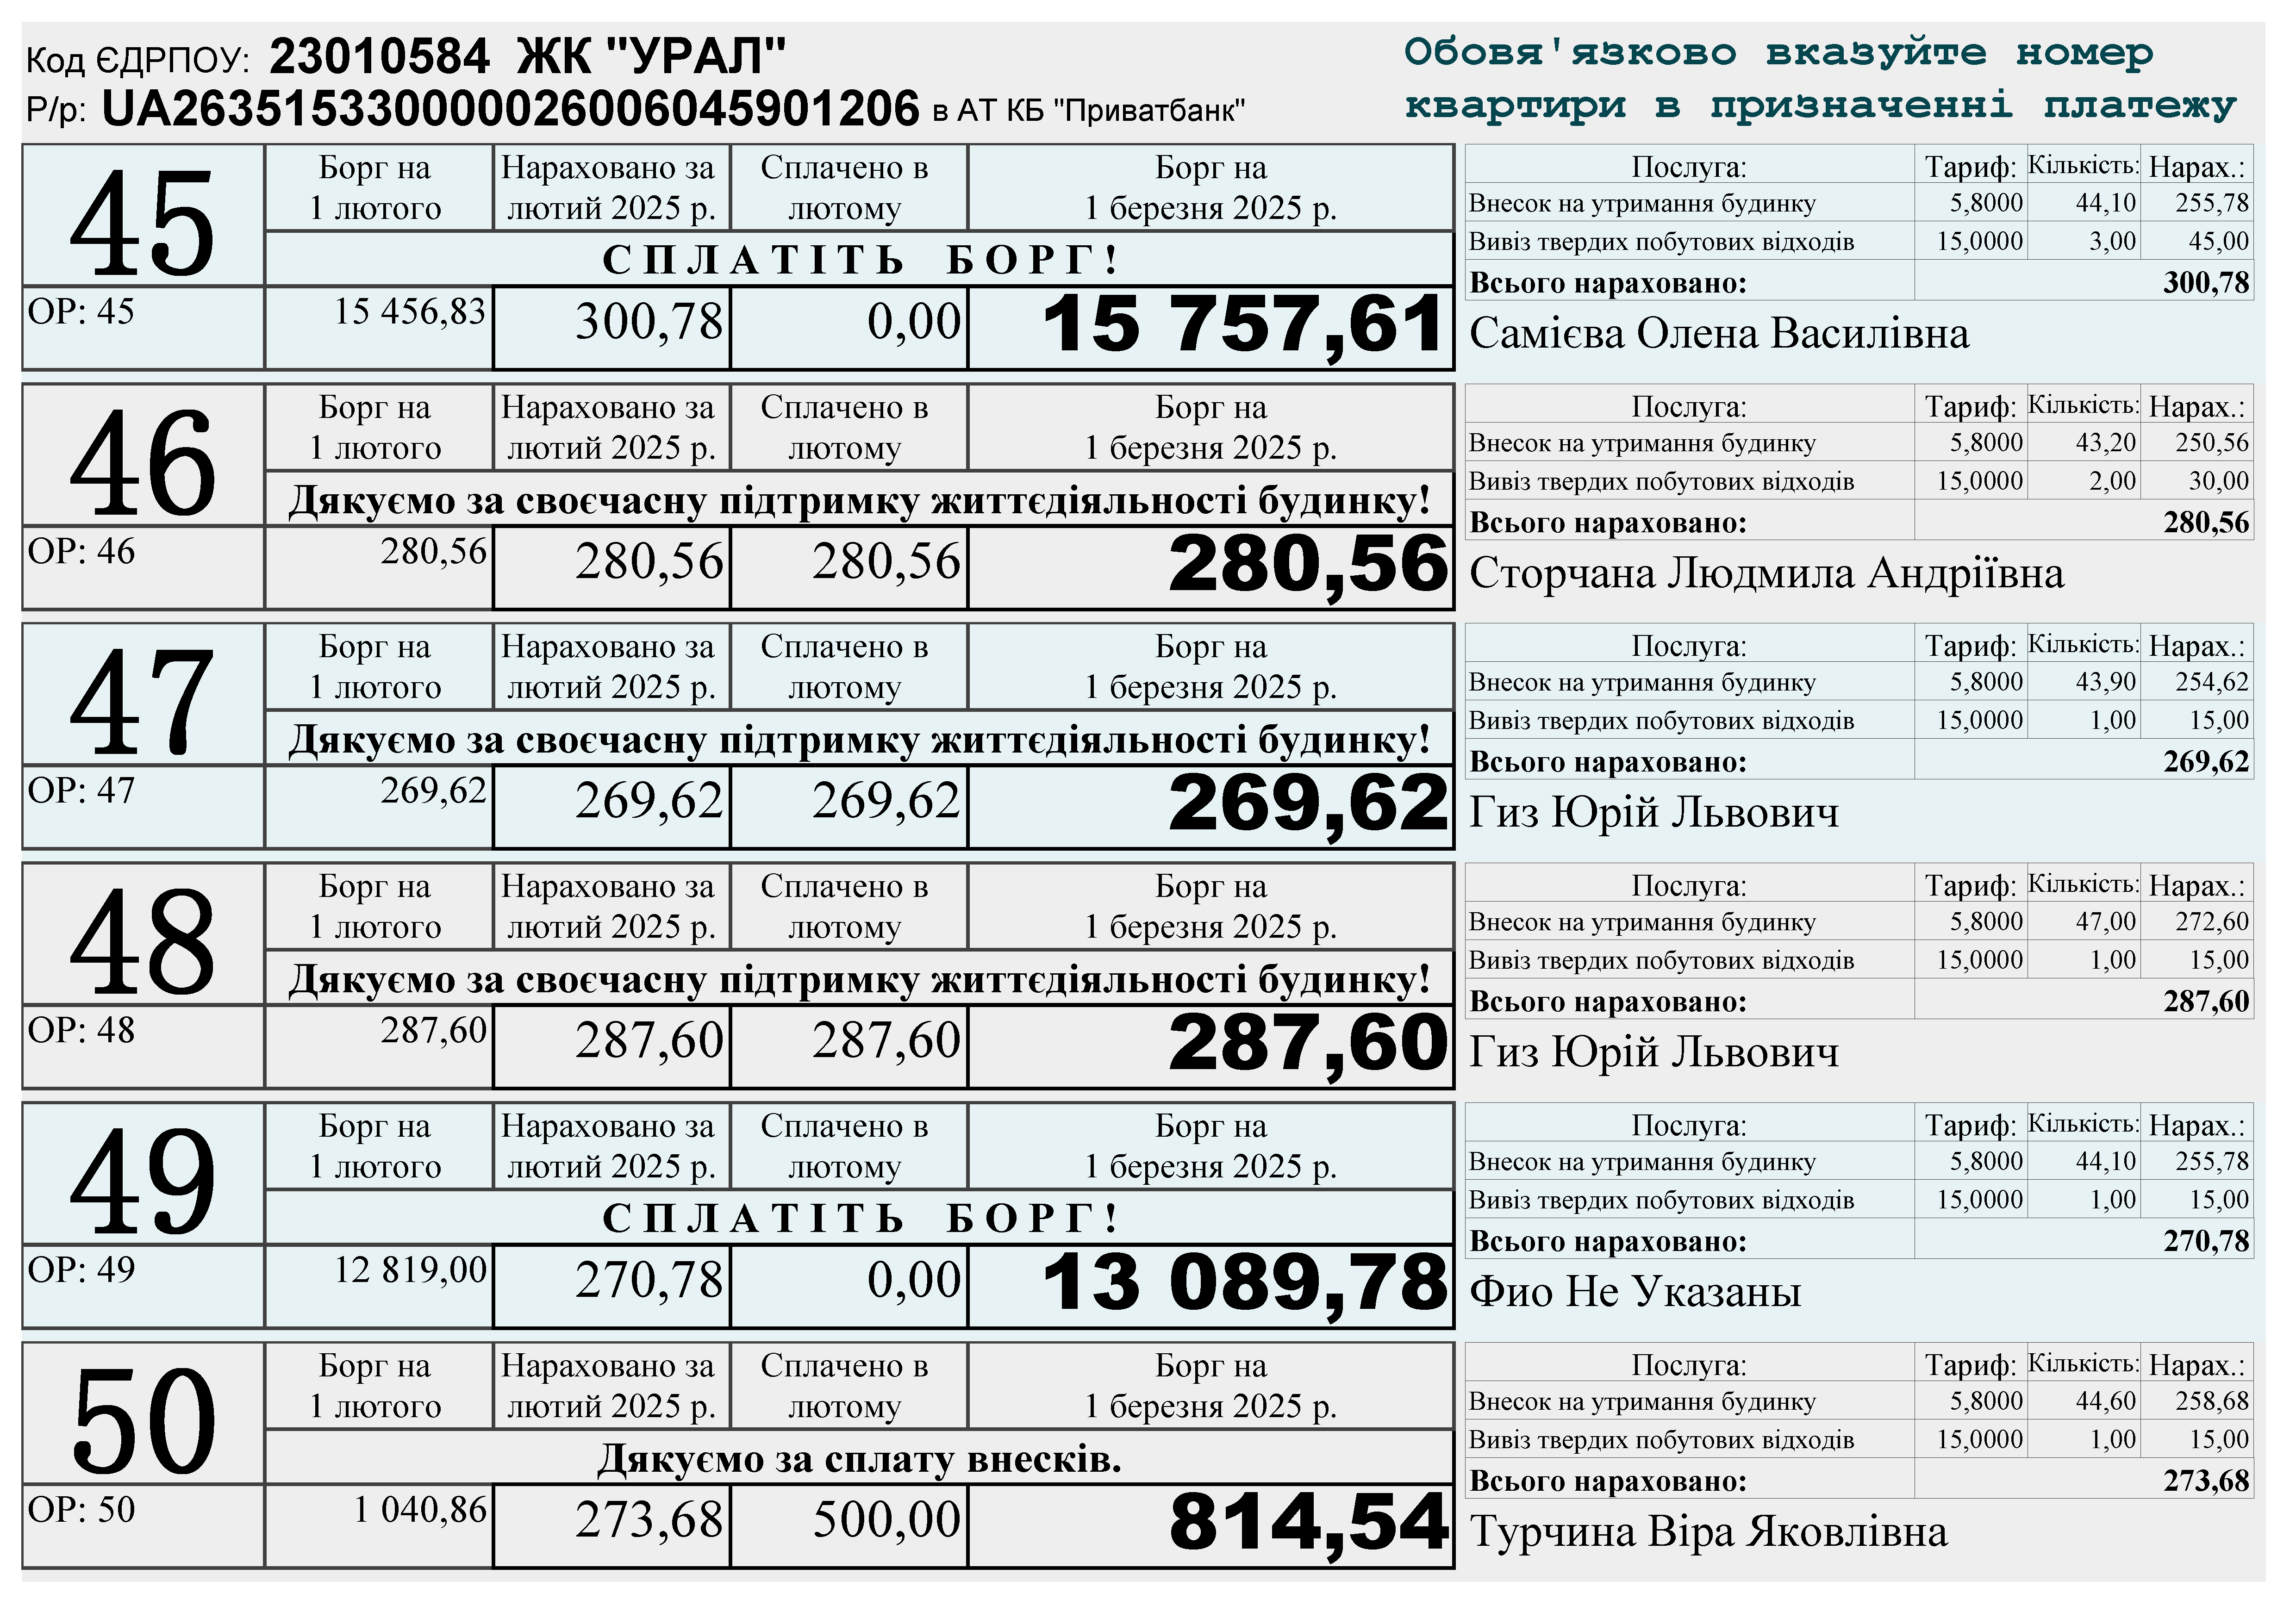 Код ЄДРПОУ: 23010584 ЖК "УРАЛ"
Р/р: UA263515330000026006045901206 в АТ КБ "Приватбанк"
Обовя'язково вказуйте номер
квартири в призначенні платежу
45
Борг на 1 лютого
Нараховано за лютий 2025 р.
Сплачено в лютому
Борг на 1 березня 2025 р.
СПЛАТІТЬ БОРГ!
ОР: 45 15 456,83 300,78 0,00 15 757,61
Послуга: Тариф: Кількість: Нарах.:
Внесок на утримання будинку 5,8000 44,10 255,78
Вивіз твердих побутових відходів 15,0000 3,00 45,00
Всього нараховано: 300,78
Самієва Олена Василівна
46
Борг на 1 лютого
Нараховано за лютий 2025 р.
Сплачено в лютому
Борг на 1 березня 2025 р.
Дякуємо за своєчасну підтримку життєдіяльності будинку!
ОР: 46 280,56 280,56 280,56 280,56
Послуга: Тариф: Кількість: Нарах.:
Внесок на утримання будинку 5,8000 43,20 250,56
Вивіз твердих побутових відходів 15,0000 2,00 30,00
Всього нараховано: 280,56
Сторчана Людмила Андріївна
47
Борг на 1 лютого
Нараховано за лютий 2025 р.
Сплачено в лютому
Борг на 1 березня 2025 р.
Дякуємо за своєчасну підтримку життєдіяльності будинку!
ОР: 47 269,62 269,62 269,62 269,62
Послуга: Тариф: Кількість: Нарах.:
Внесок на утримання будинку 5,8000 43,90 254,62
Вивіз твердих побутових відходів 15,0000 1,00 15,00
Всього нараховано: 269,62
Гиз Юрій Львович
48
Борг на 1 лютого
Нараховано за лютий 2025 р.
Сплачено в лютому
Борг на 1 березня 2025 р.
Дякуємо за своєчасну підтримку життєдіяльності будинку!
ОР: 48 287,60 287,60 287,60 287,60
Послуга: Тариф: Кількість: Нарах.:
Внесок на утримання будинку 5,8000 47,00 272,60
Вивіз твердих побутових відходів 15,0000 1,00 15,00
Всього нараховано: 287,60
Гиз Юрій Львович
49
Борг на 1 лютого
Нараховано за лютий 2025 р.
Сплачено в лютому
Борг на 1 березня 2025 р.
СПЛАТІТЬ БОРГ!
ОР: 49 12 819,00 270,78 0,00 13 089,78
Послуга: Тариф: Кількість: Нарах.:
Внесок на утримання будинку 5,8000 44,10 255,78
Вивіз твердих побутових відходів 15,0000 1,00 15,00
Всього нараховано: 270,78
Фио Не Указаны
50
Борг на 1 лютого
Нараховано за лютий 2025 р.
Сплачено в лютому
Борг на 1 березня 2025 р.
Дякуємо за сплату внесків.
ОР: 50 1 040,86 273,68 500,00 814,54
Послуга: Тариф: Кількість: Нарах.:
Внесок на утримання будинку 5,8000 44,60 258,68
Вивіз твердих побутових відходів 15,0000 1,00 15,00
Всього нараховано: 273,68
Турчина Віра Яковлівна